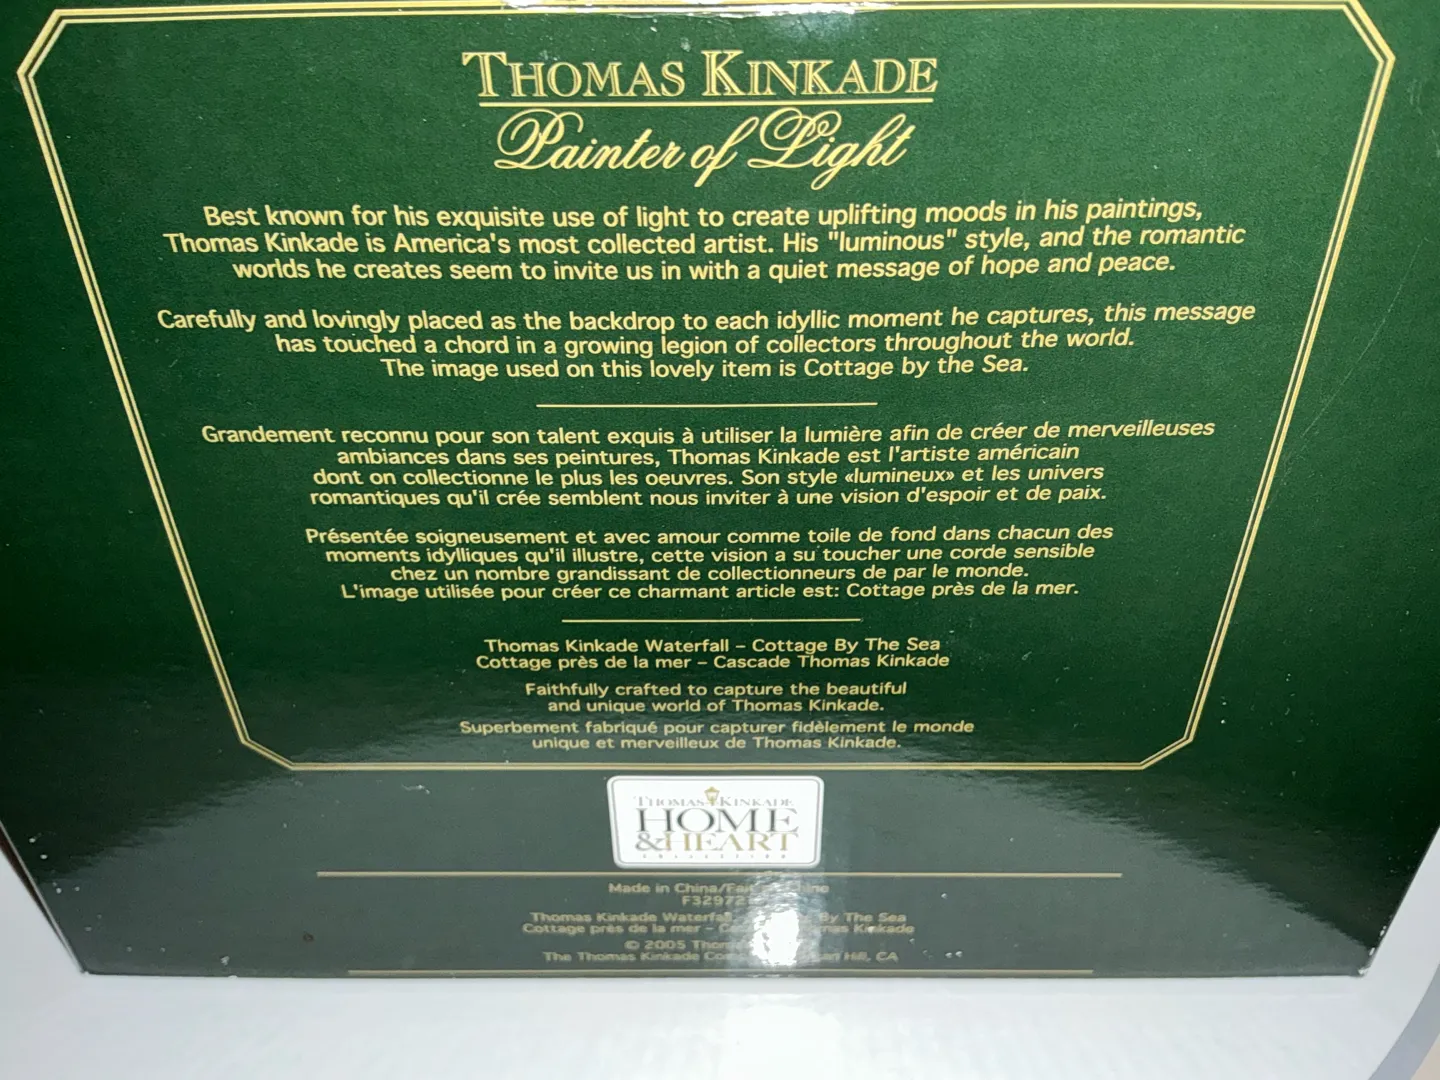 THOMAS KINKADE
Painter of Light
Best known for his exquisite use of light to create uplifting moods in his paintings,
Thomas Kinkade is America's most collected artist. His "luminous" style, and the romantic
worlds he creates seem to invite us in with a quiet message of hope and peace.
Carefully and lovingly placed as the backdrop to each idyllic moment he captures, this message
has touched a chord in a growing legion of collectors throughout the world.
The image used on this lovely item is Cottage by the Sea.
Grandement reconnu pour son talent exquis à utiliser la lumière afin de créer de merveilleuses
ambiances dans ses peintures, Thomas Kinkade est l'artiste américain
dont on collectionne le plus les oeuvres. Son style «lumineux» et les univers
romantiques qu'il crée semblent nous inviter à une vision d'espoir et de paix.
Présentée soigneusement et avec amour comme toile de fond dans chacun des
moments idylliques qu'il illustre, cette vision a su toucher une corde sensible
chez un nombre grandissant de collectionneurs de par le monde.
L'image utilisée pour créer ce charmant article est: Cottage près de la mer.
Thomas Kinkade Waterfall – Cottage By The Sea
Cottage près de la mer – Cascade Thomas Kinkade
Faithfully crafted to capture the beautiful
and unique world of Thomas Kinkade.
Superbement fabriqué pour capturer fidèlement le monde
unique et merveilleux de Thomas Kinkade.
THOMAS KINKADE
HOME
& HEART
COLLECTION
Made in China/
Thomas Kinkade By The Sea
Cottage près de la mer – Kinkade
© 2005
The Thomas Kinkade Hill, CA